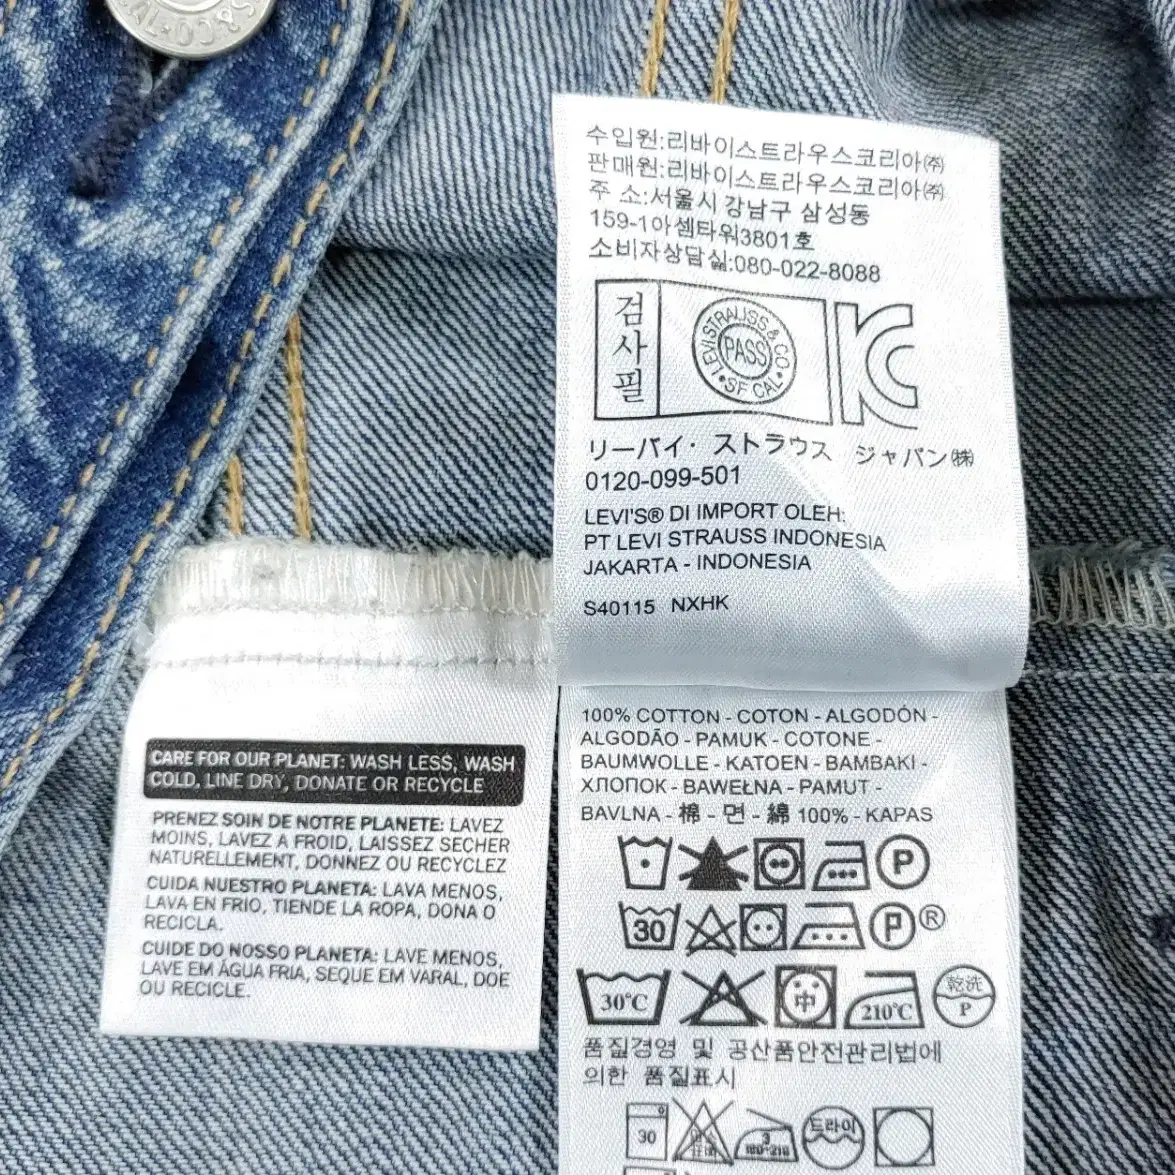 S&CO
수입원:리바이스트라우스코리아㈜
판매원:리바이스트라우스코리아㈜
주 소:서울시 강남구 삼성동
159-1아셈타워3801호
소비자상담실:080-022-8088
검사필
LEVI STRAUSS & CO
PASS
SF CAL
リーバイ・ストラウス ジャパン㈱
0120-099-501
LEVI'S® DI IMPORT OLEH:
PT LEVI STRAUSS INDONESIA
JAKARTA - INDONESIA
S40115 NXHK
CARE FOR OUR PLANET: WASH LESS, WASH
COLD, LINE DRY, DONATE OR RECYCLE
PRENEZ SOIN DE NOTRE PLANETE: LAVEZ
MOINS, LAVEZ A FROID, LAISSEZ SECHER
NATURELLEMENT, DONNEZ OU RECYCLEZ
CUIDA NUESTRO PLANETA: LAVA MENOS,
LAVA EN FRIO, TIENDE LA ROPA, DONA O
RECICLA.
CUIDE DO NOSSO PLANETA: LAVE MENOS,
LAVE EM ÁGUA FRIA, SEQUE EM VARAL, DOE
OU RECICLE.
100% COTTON - COTON - ALGODÓN -
ALGODÃO - PAMUK - COTONE -
BAUMWOLLE - KATOEN - BAMBAKI -
ХЛОПОК - BAWEŁNA - PAMUT -
BAVLNA - 棉 - 면 - 綿 100% - KAPAS
P
30 P ®
30°C 中 210°C 乾洗 P
품질경영 및 공산품안전관리법에
의한 품질표시
30 3 180~210 드라이